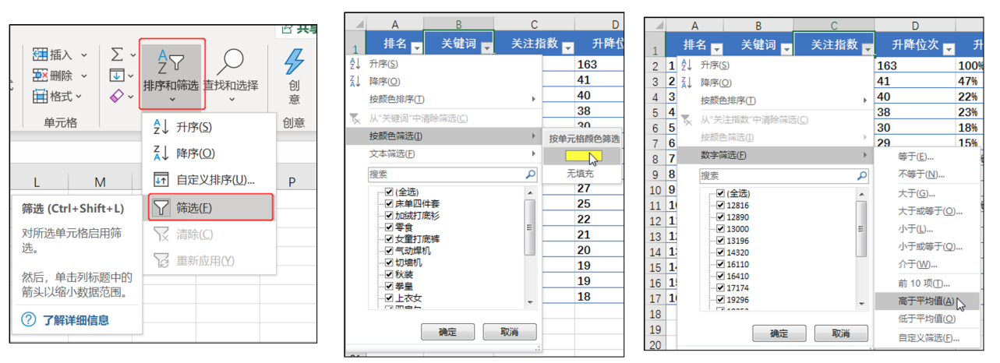 共享
插入
删除
格式
单元格
排序和筛选
查找和选择
创
意
创意
升序(S)
降序(O)
自定义排序(U)...
筛选(F)
清除(C)
重新应用(Y)
L M P
筛选 (Ctrl+Shift+L)
对所选单元格启用筛
选。
然后，单击列标题中的
箭头以缩小数据范围。
了解详细信息
A B C D
1 排名 关键词 关注指数 升降位
升序(S)
降序(O)
按颜色排序(T)
从"关键词"中清除筛选(C)
按颜色筛选(I)
文本筛选(F)
搜索
(全选)
床单四件套
加绒打底衫
零食
女童打底裤
气动焊机
切墙机
秋装
拳皇
上衣女
确定 取消
163
41
40
38
30
按单元格颜色筛选
无填充
27
25
22
21
20
19
19
18
A B C D
1 排名 关键词 关注指数 升降位次 升
2 1 163 100%
3 2 41 47%
4 3 40 22%
5 4 38 23%
6 5 30 18%
7 6 29 15%
8 7
9 8
10 9
11 10
12 1
13 1
14 1
15 1
16 1
17 1
18
19
20
升序(S)
降序(O)
按颜色排序(T)
从"关注指数"中清除筛选(C)
按颜色筛选(I)
数字筛选(F)
搜索
(全选)
12816
12890
13000
13196
14320
16110
16410
17174
19296
确定 取消
等于(E)...
不等于(N)...
大于(G)...
大于或等于(O)...
小于(L)...
小于或等于(Q)...
介于(W)...
前 10 项(T)...
高于平均值(A)
低于平均值(O)
自定义筛选(F)...